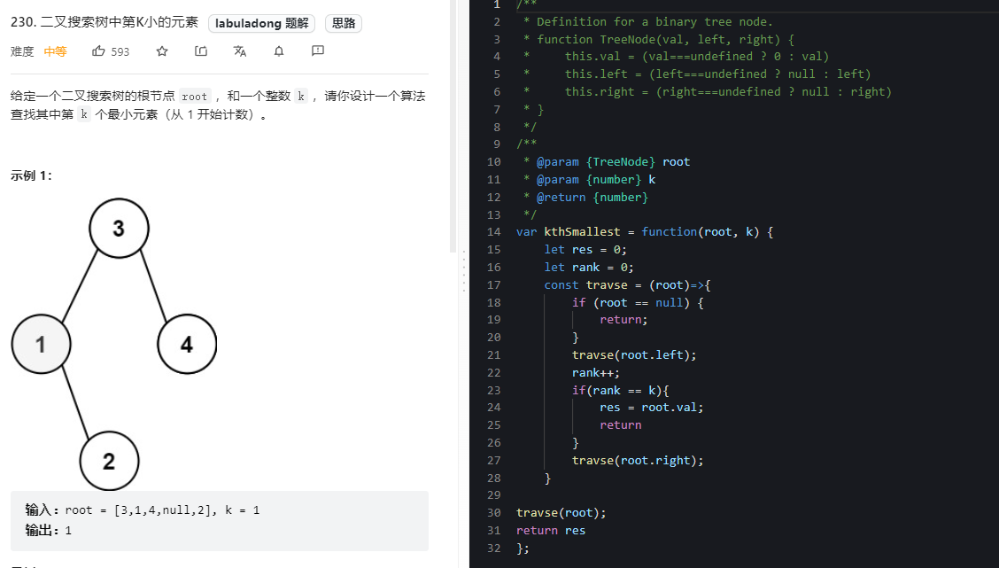 230. 二叉搜索树中第K小的元素 labuladong 题解 思路
难度 中等 593
给定一个二叉搜索树的根节点 root ，和一个整数 k ，请你设计一个算法
查找其中第 k 个最小元素（从 1 开始计数）。
示例 1：
3
1
4
2
输入：root = [3,1,4,null,2], k = 1
输出：1
1 /**
2 * Definition for a binary tree node.
3 * function TreeNode(val, left, right) {
4 * this.val = (val===undefined ? 0 : val)
5 * this.left = (left===undefined ? null : left)
6 * this.right = (right===undefined ? null : right)
7 * }
8 */
9 /**
10 * @param {TreeNode} root
11 * @param {number} k
12 * @return {number}
13 */
14 var kthSmallest = function(root, k) {
15 let res = 0;
16 let rank = 0;
17 const travse = (root)=>{
18 if (root == null) {
19 return;
20 }
21 travse(root.left);
22 rank++;
23 if(rank == k){
24 res = root.val;
25 return
26 }
27 travse(root.right);
28 }
29
30 travse(root);
31 return res
32 };